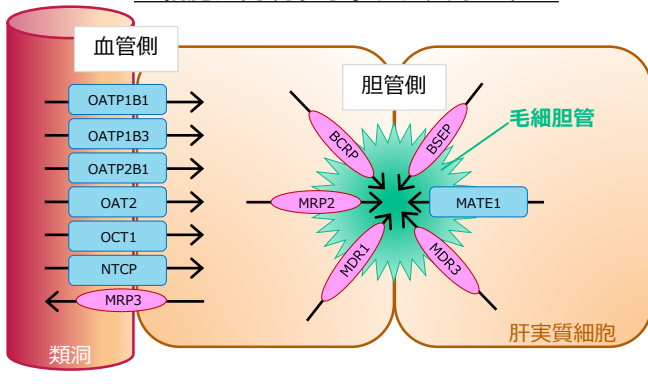 血管側
胆管側
毛細胆管
OATP1B1
OATP1B3
OATP2B1
OAT2
OCT1
NTCP
MRP3
BCRP
BSEP
MRP2
MATE1
MDR1
MDR3
類洞
肝実質細胞